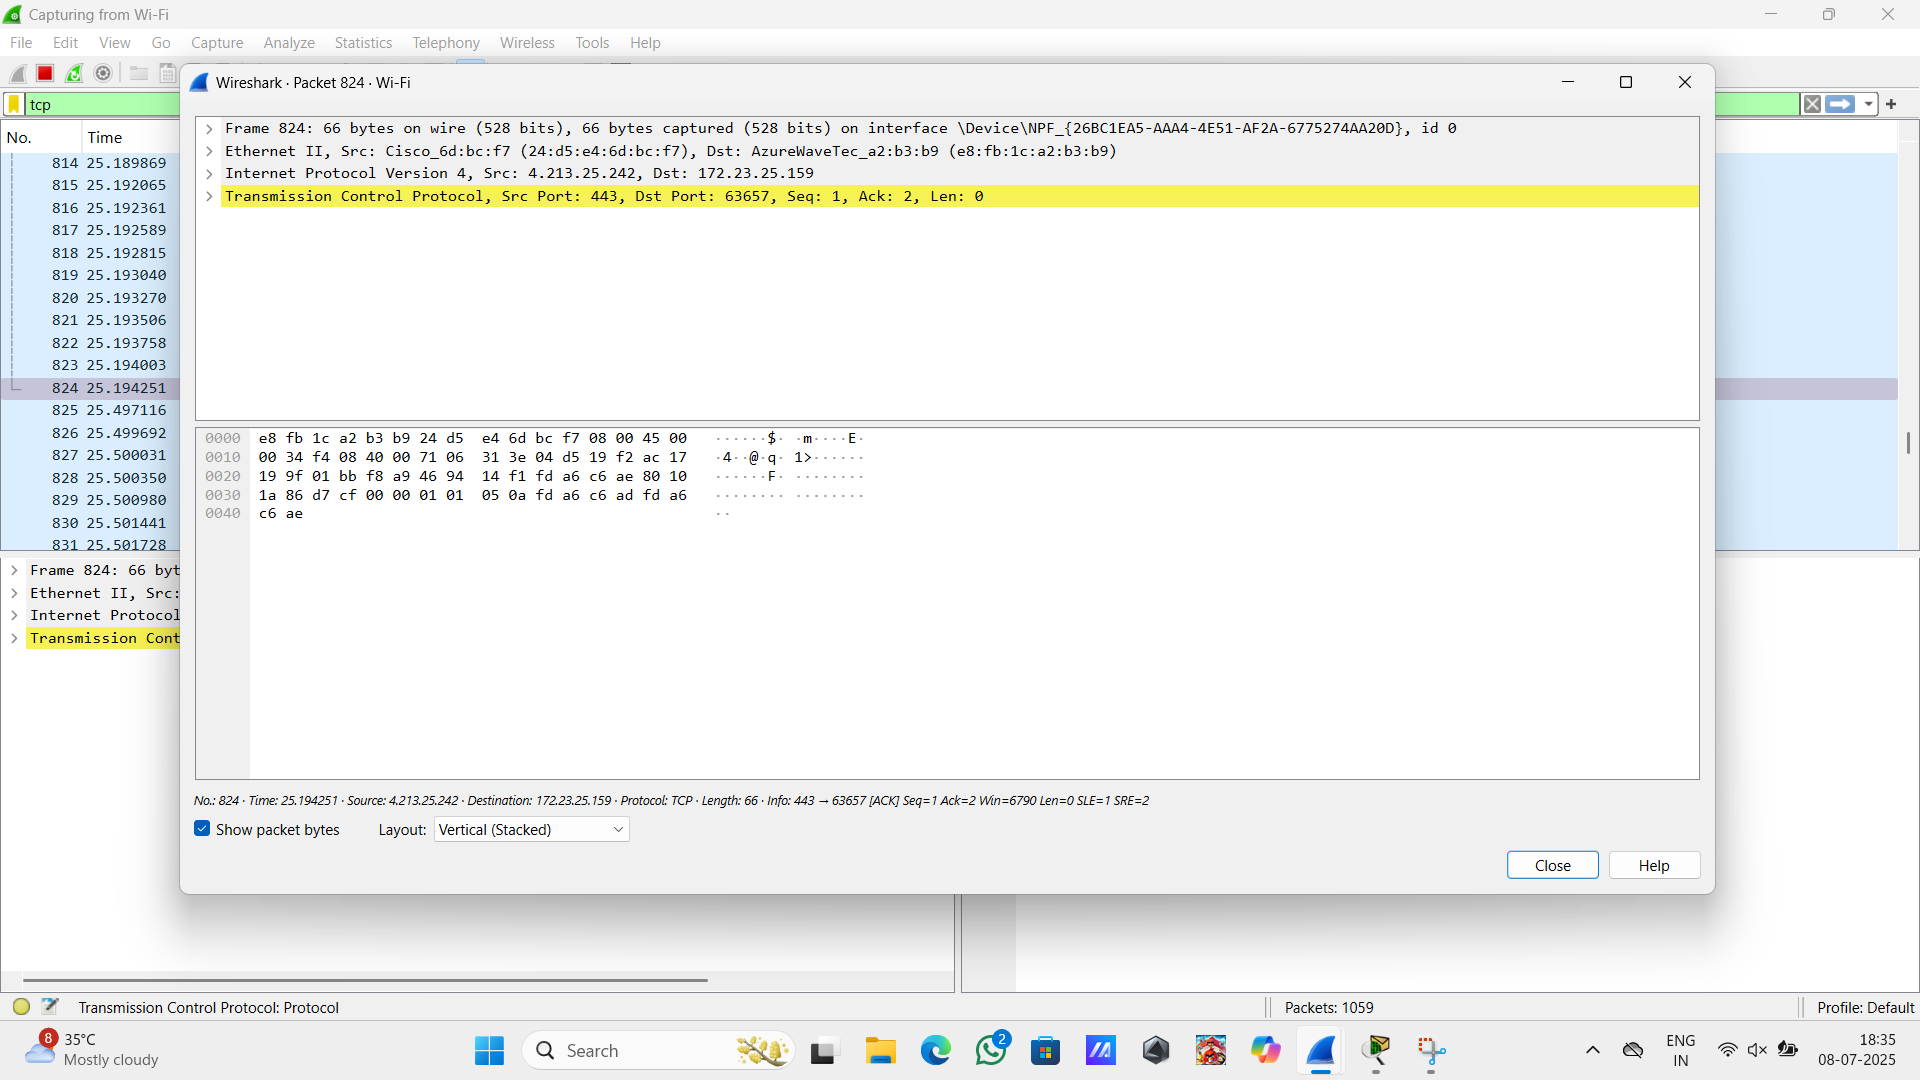 Capturing from Wi-Fi
File Edit View Go Capture Analyze Statistics Telephony Wireless Tools Help
Wireshark · Packet 824 · Wi-Fi
tcp
No. Time
814 25.189869
815 25.192065
816 25.192361
817 25.192589
818 25.192815
819 25.193040
820 25.193270
821 25.193506
822 25.193758
823 25.194003
824 25.194251
825 25.497116
826 25.499692
827 25.500031
828 25.500350
829 25.500980
830 25.501441
831 25.501728
Frame 824: 66 bytes on wire (528 bits), 66 bytes captured (528 bits) on interface \Device\NPF_{26BC1EA5-AAA4-4E51-AF2A-6775274AA20D}, id 0
Ethernet II, Src: Cisco_6d:bc:f7 (24:d5:e4:6d:bc:f7), Dst: AzureWaveTec_a2:b3:b9 (e8:fb:1c:a2:b3:b9)
Internet Protocol Version 4, Src: 4.213.25.242, Dst: 172.23.25.159
Transmission Control Protocol, Src Port: 443, Dst Port: 63657, Seq: 1, Ack: 2, Len: 0
0000 e8 fb 1c a2 b3 b9 24 d5 e4 6d bc f7 08 00 45 00 ······$· ·m····E·
0010 00 34 f4 08 40 00 71 06 31 3e 04 d5 19 f2 ac 17 ·4··@·q· 1>······
0020 19 9f 01 bb f8 a9 46 94 14 f1 fd a6 c6 ae 80 10 ······F· ········
0030 1a 86 d7 cf 00 00 01 01 05 0a fd a6 c6 ad fd a6 ········ ········
0040 c6 ae ··
No.: 824 · Time: 25.194251 · Source: 4.213.25.242 · Destination: 172.23.25.159 · Protocol: TCP · Length: 66 · Info: 443 → 63657 [ACK] Seq=1 Ack=2 Win=6790 Len=0 SLE=1 SRE=2
Show packet bytes Layout: Vertical (Stacked)
Close Help
Frame 824: 66 byt
Ethernet II, Src:
Internet Protocol
Transmission Cont
Transmission Control Protocol: Protocol Packets: 1059 Profile: Default
8 35°C
Mostly cloudy
Search
2
ENG
IN
18:35
08-07-2025